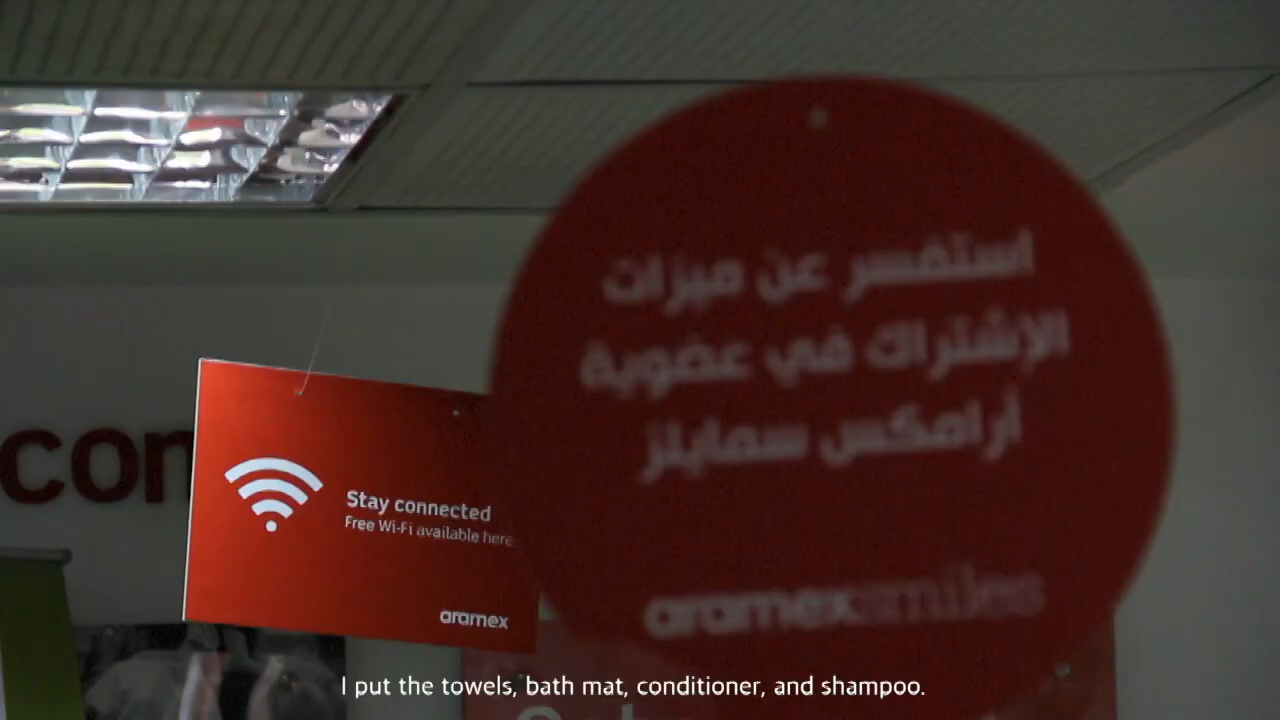 استفسر عن ميزات
الإشتراك في عضوية
أرامكس سمايلز
aramexsmiles
con
Stay connected
Free Wi-Fi available here
aramex
I put the towels, bath mat, conditioner, and shampoo.